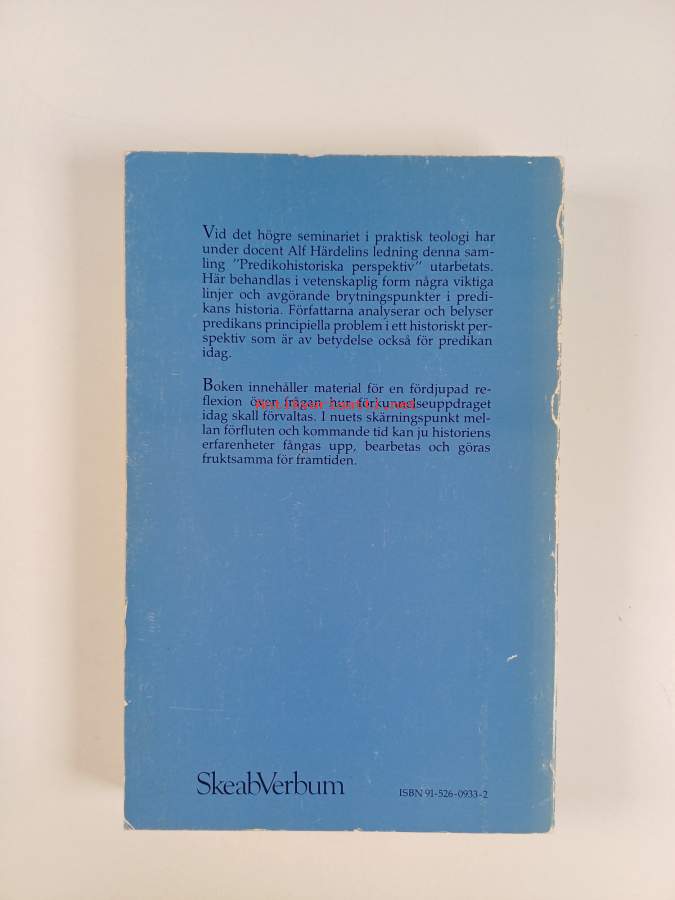 Vid det högre seminariet i praktisk teologi har
under docent Alf Härdelins ledning denna sam-
ling ”Predikohistoriska perspektiv” utarbetats.
Här behandlas i vetenskaplig form några viktiga
linjer och avgörande brytningspunkter i predi-
kans historia. Författarna analyserar och belyser
predikans principiella problem i ett historiskt per-
spektiv som är av betydelse också för predikan
idag.
Boken innehåller material för en fördjupad re-
flexion över frågan hur förkunnelseuppdraget
idag skall förvaltas. I nuets skärningspunkt mel-
lan förfluten och kommande tid kan ju historiens
erfarenheter fångas upp, bearbetas och göras
fruktsamma för framtiden.
SkeabVerbum
ISBN 91-526-0933-2